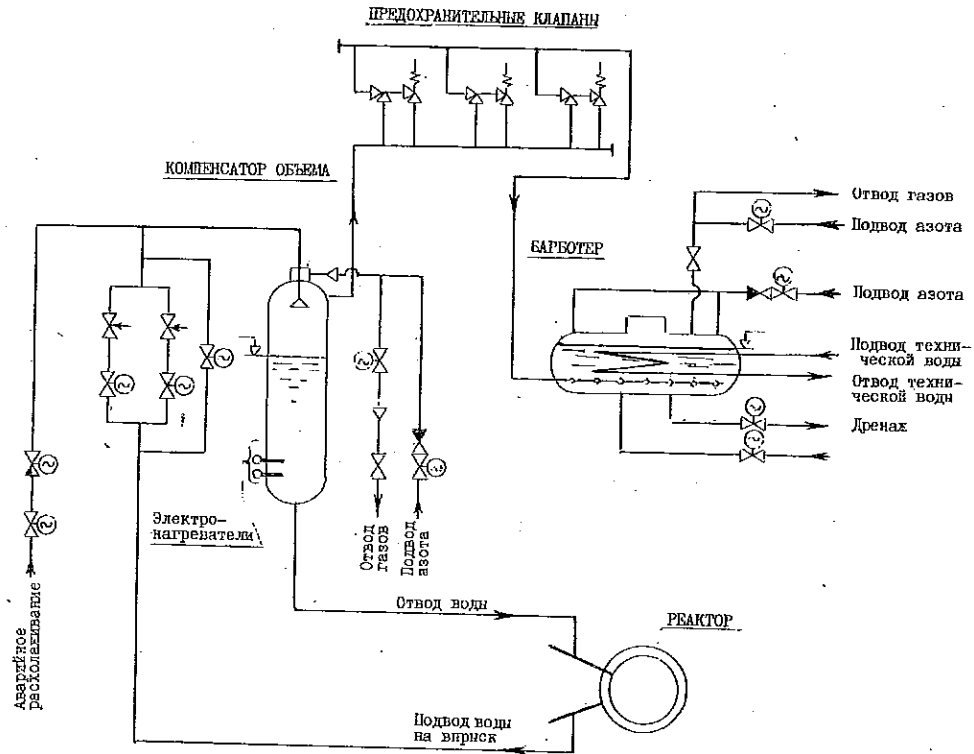 ПРЕДОХРАНИТЕЛЬНЫЕ КЛАПАНЫ
КОМПЕНСАТОР ОБЪЕМА
БАРБОТЕР
Отвод газов
Подвод азота
Подвод азота
Подвод техни-
ческой воды
Отвод техни-
ческой воды
Дренаж
Электро-
нагреватели
Отвод
газов
Подвод
азота
Аварийное
расхолаживание
Отвод воды
РЕАКТОР
Подвод воды
на впрыск